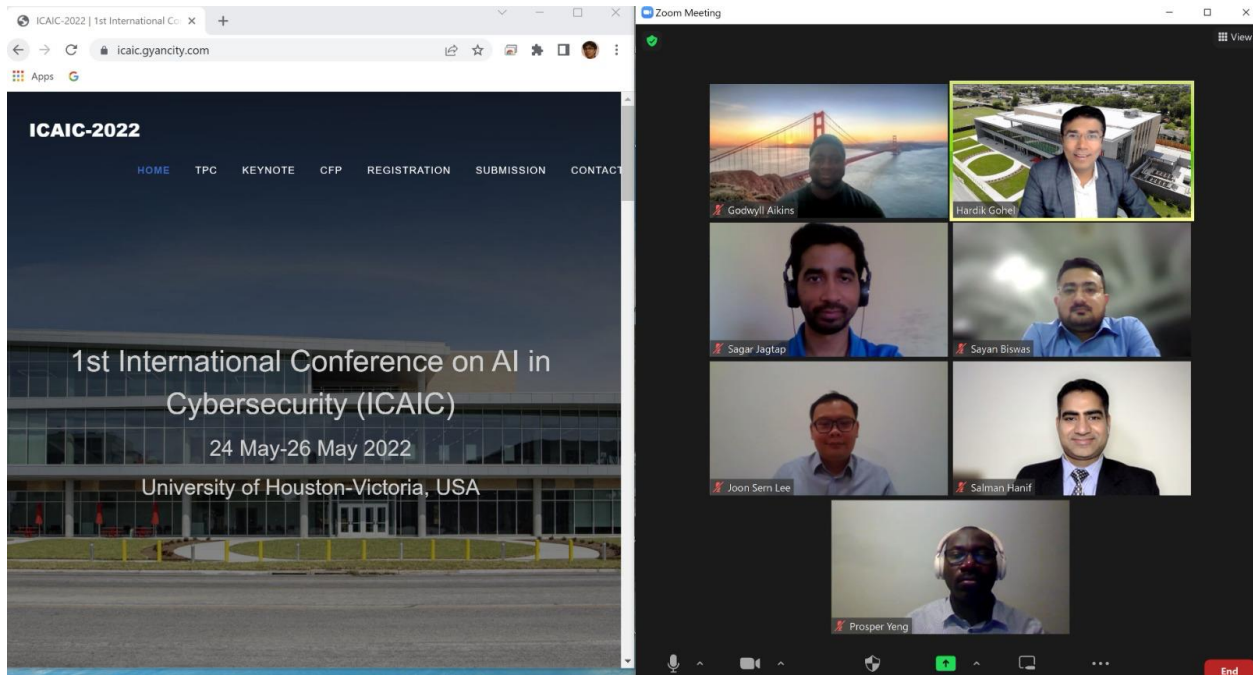 ICAIC-2022 | 1st International Co
icaic.gyancity.com
Apps
ICAIC-2022
HOME TPC KEYNOTE CFP REGISTRATION SUBMISSION CONTACT
1st International Conference on AI in
Cybersecurity (ICAIC)
24 May-26 May 2022
University of Houston-Victoria, USA
Zoom Meeting
View
Godwyll Aikins
Hardik Gohel
Sagar Jagtap
Sayan Biswas
Joon Sern Lee
Salman Hanif
Prosper Yeng
End